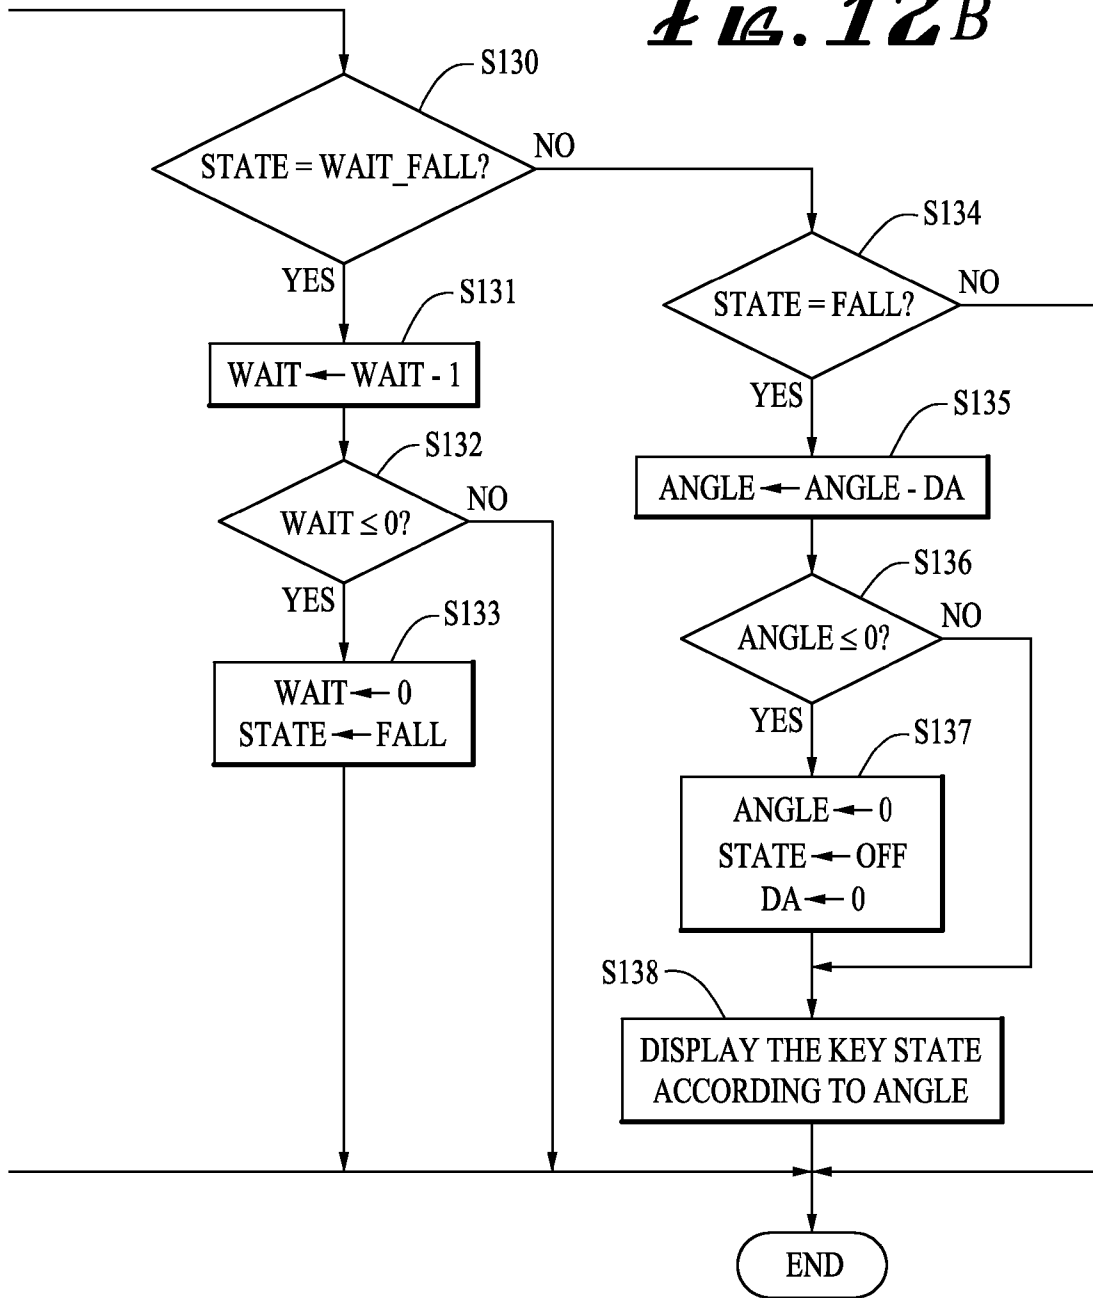 FIG. 12B
S130
STATE = WAIT_FALL?
NO
YES
S131
WAIT ← WAIT - 1
S132
WAIT ≤ 0?
NO
YES
S133
WAIT ← 0
STATE ← FALL
S134
STATE = FALL?
NO
YES
S135
ANGLE ← ANGLE - DA
S136
ANGLE ≤ 0?
NO
YES
S137
ANGLE ← 0
STATE ← OFF
DA ← 0
S138
DISPLAY THE KEY STATE
ACCORDING TO ANGLE
END